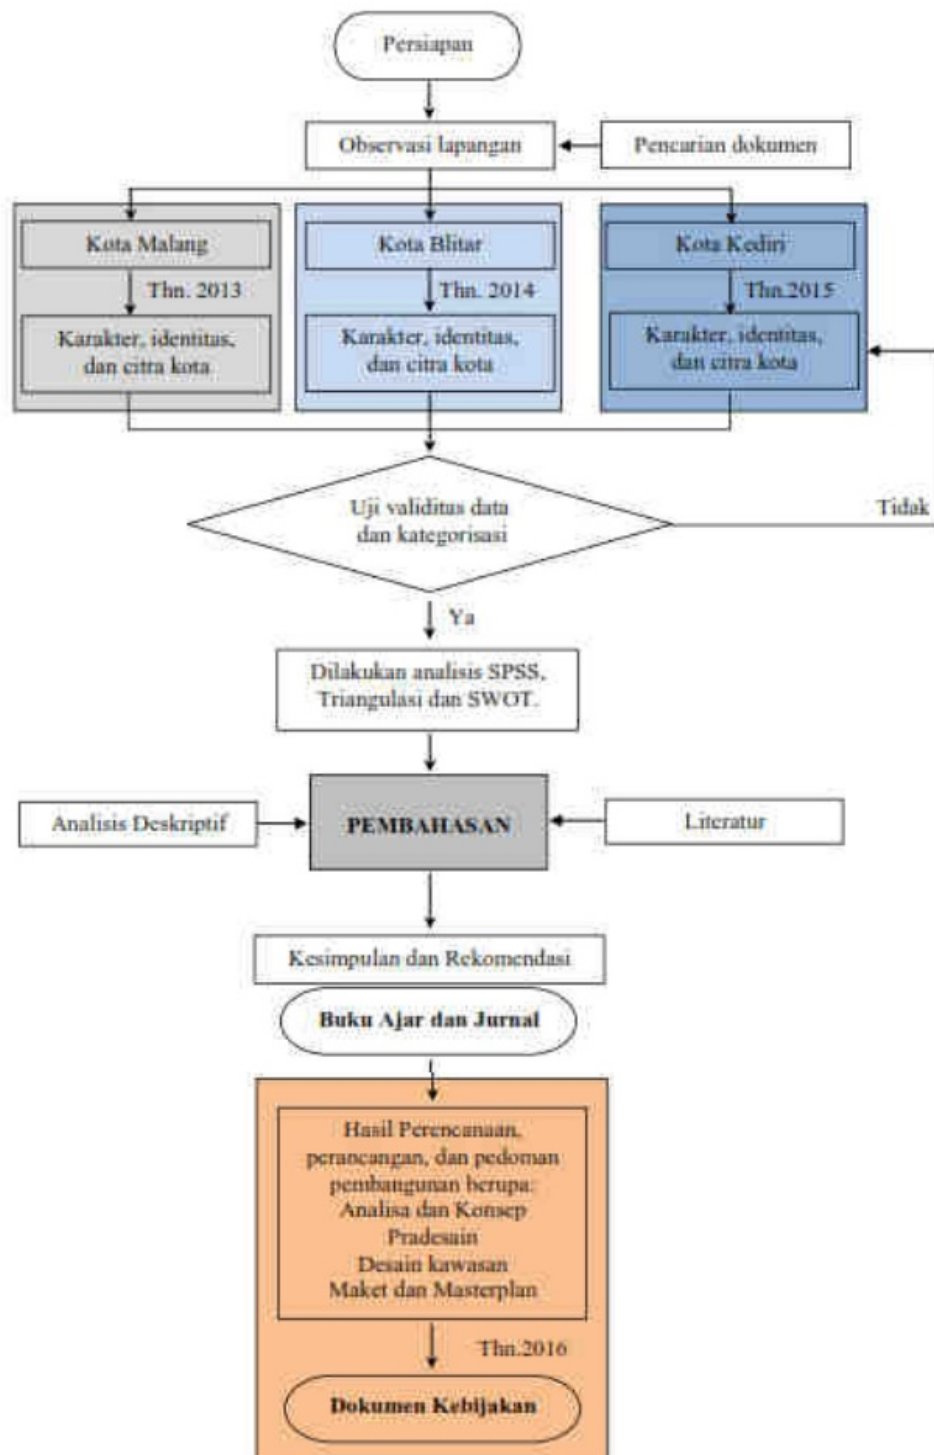 Persiapan
Observasi lapangan
Pencarian dokumen
Kota Malang
Kota Blitar
Kota Kediri
Thn. 2013
Thn. 2014
Thn.2015
Karakter, identitas,
dan citra kota
Karakter, identitas,
dan citra kota
Karakter, identitas,
dan citra kota
Uji validitas data
dan kategorisasi
Tidak
Ya
Dilakukan analisis SPSS,
Triangulasi dan SWOT.
Analisis Deskriptif
PEMBAHASAN
Literatur
Kesimpulan dan Rekomendasi
Buku Ajar dan Jurnal
Hasil Perencanaan,
perancangan, dan pedoman
pembangunan berupa:
Analisa dan Konsep
Pradesain
Desain kawasan
Maket dan Masterplan
Thn.2016
Dokumen Kebijakan